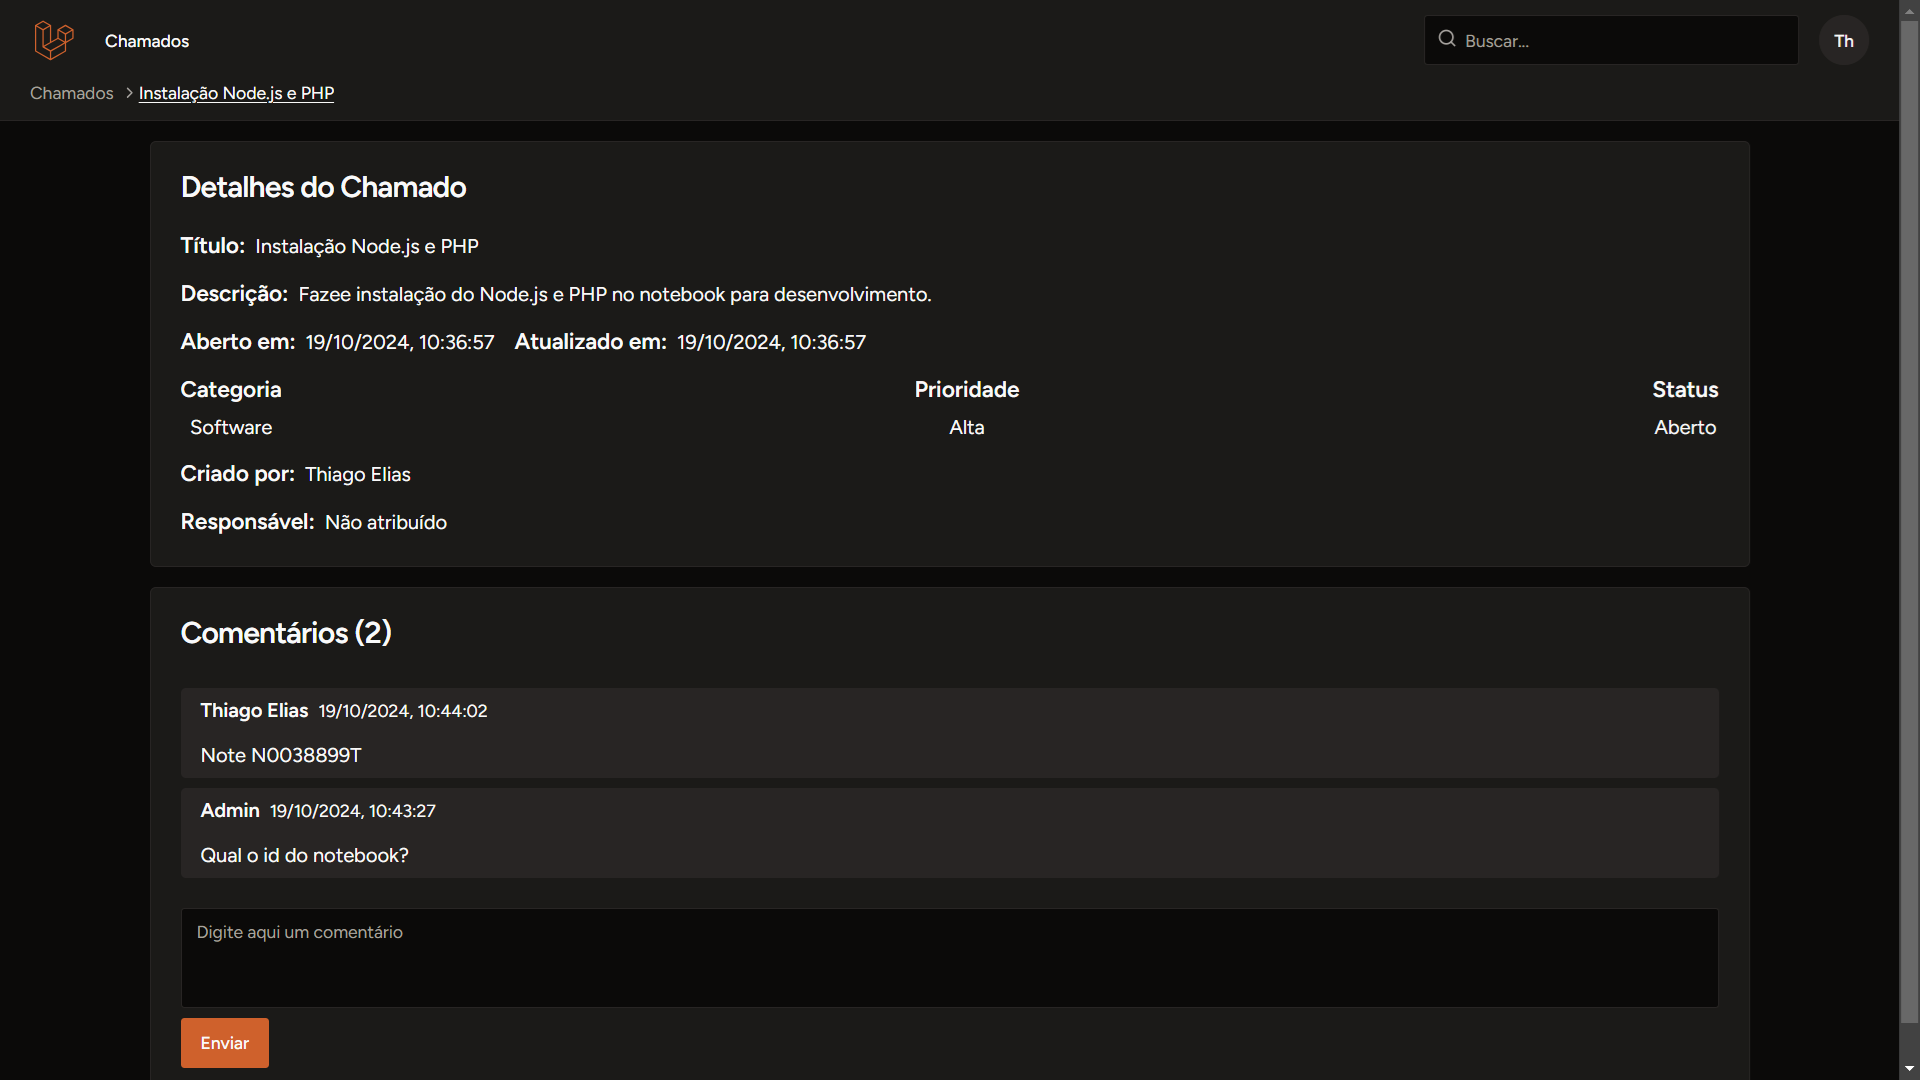 Chamados
Buscar...
Th
Chamados > Instalação Node.js e PHP
Detalhes do Chamado
Título: Instalação Node.js e PHP
Descrição: Fazee instalação do Node.js e PHP no notebook para desenvolvimento.
Aberto em: 19/10/2024, 10:36:57 Atualizado em: 19/10/2024, 10:36:57
Categoria Prioridade Status
Software Alta Aberto
Criado por: Thiago Elias
Responsável: Não atribuído
Comentários (2)
Thiago Elias 19/10/2024, 10:44:02
Note N0038899T
Admin 19/10/2024, 10:43:27
Qual o id do notebook?
Digite aqui um comentário
Enviar